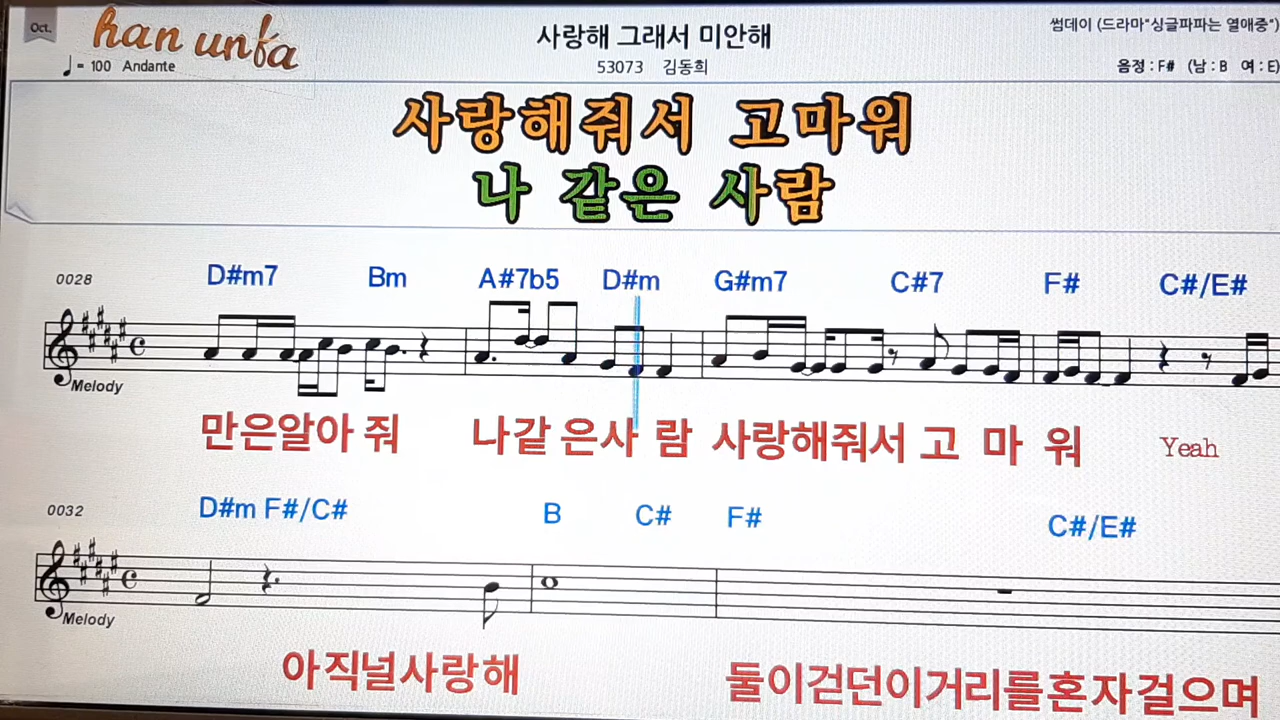 Oct.
han unfa
사랑해 그래서 미안해
썸데이 (드라마"싱글파파는 열애중")
♩= 100 Andante
53073 김동희
음정 : F# (남 : B 여 : E)
사랑해줘서 고마워
나 같은 사람
0028
D#m7 Bm A#7b5 D#m G#m7 C#7 F# C#/E#
Melody
만은알아 줘 나같 은사 람 사랑해줘서 고 마 워 Yeah
0032
D#m F#/C# B C# F# C#/E#
Melody
아직널사랑해 둘이걷던이거리를혼자걸으며